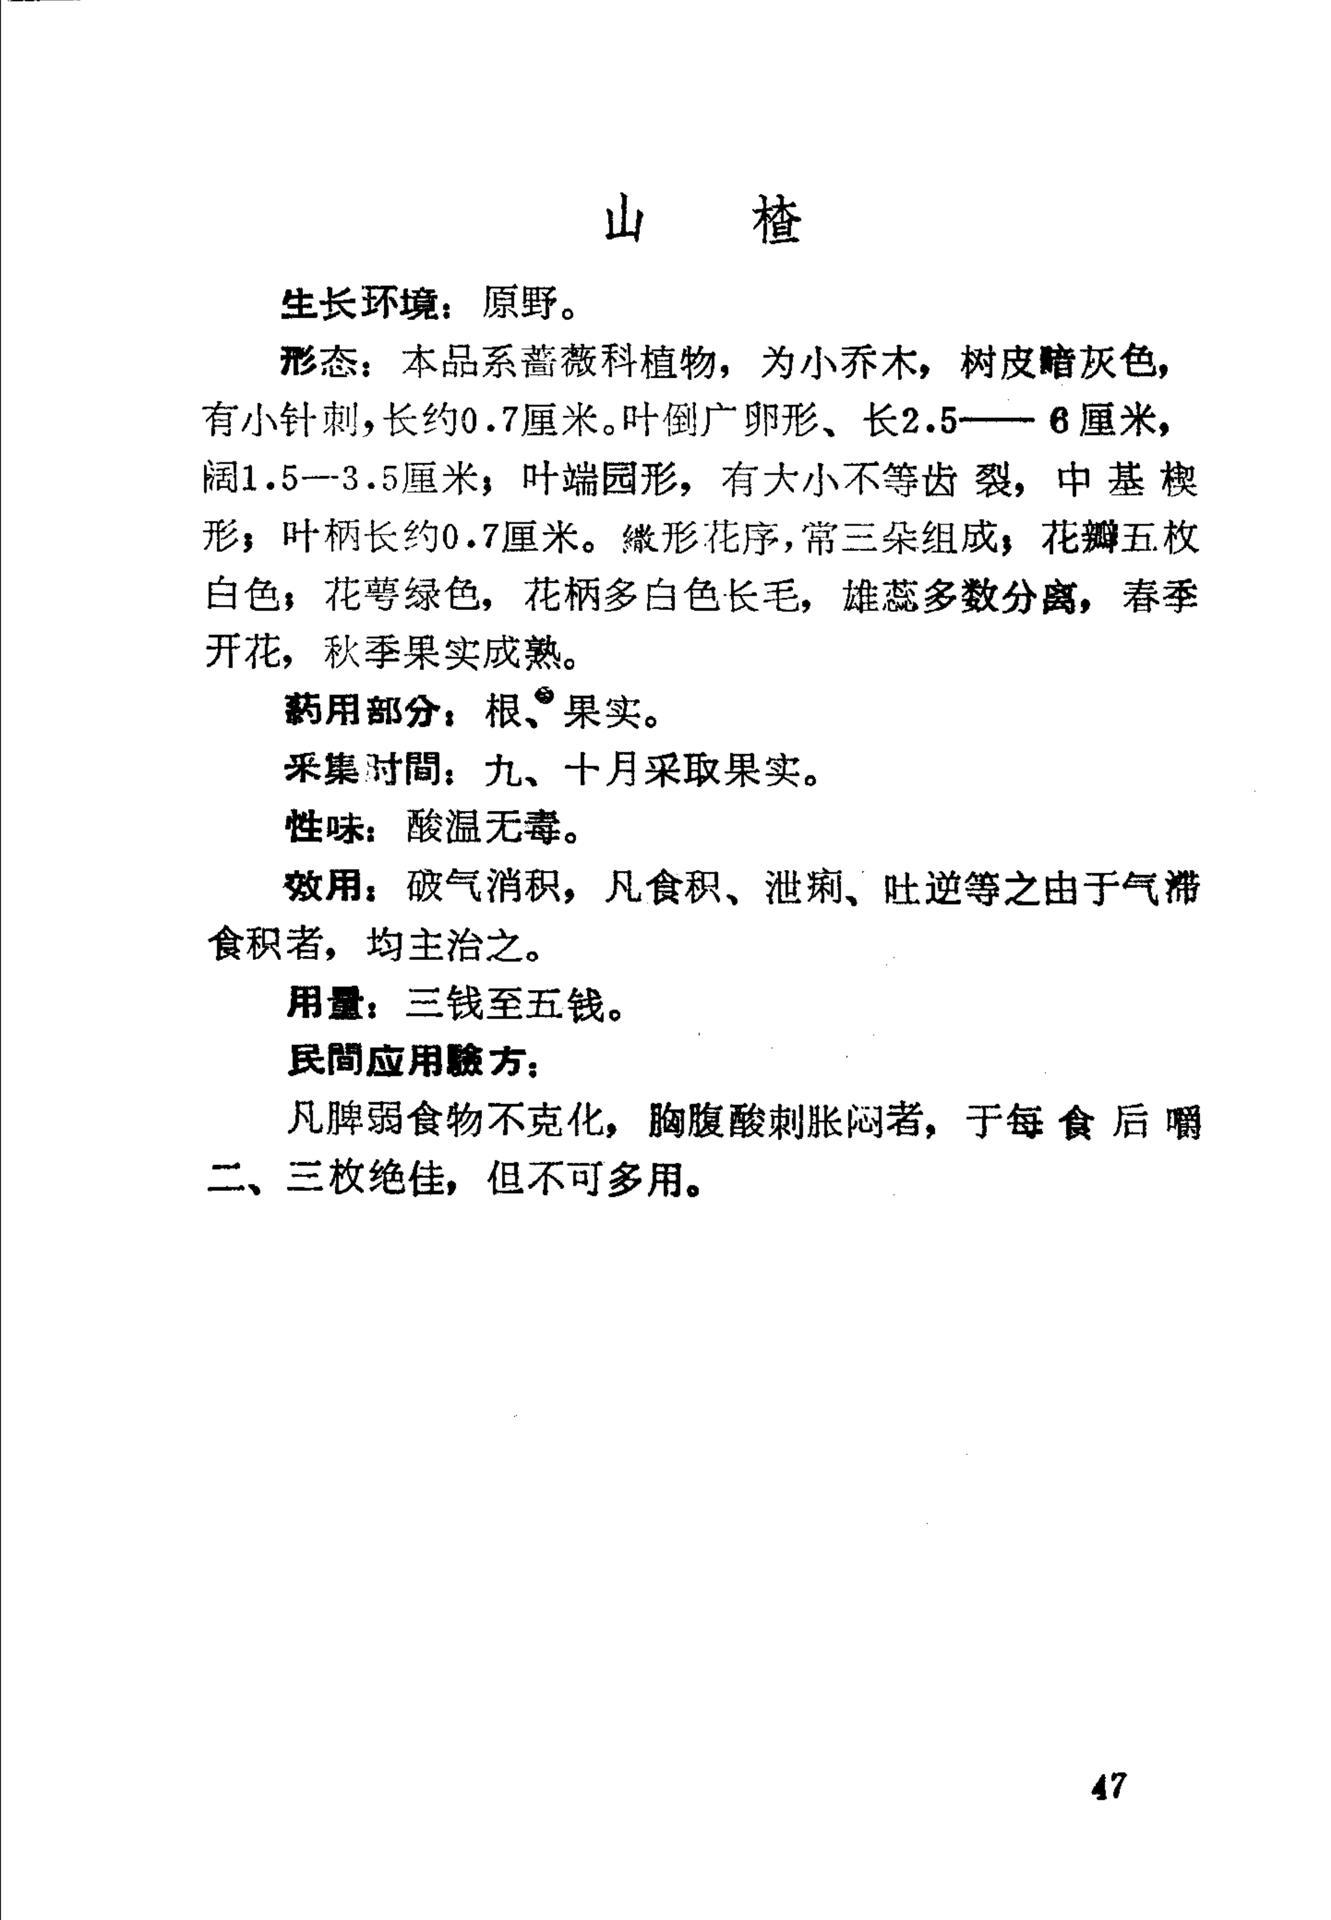 山 楂
生长环境：原野。
形态：本品系蔷薇科植物，为小乔木，树皮暗灰色，
有小针刺，长约0.7厘米。叶倒广卵形、长2.5—— 6 厘米，
阔1.5—3.5厘米；叶端园形，有大小不等齿 裂，中 基 楔
形；叶柄长约0.7厘米。繖形花序，常三朵组成；花瓣五枚
白色；花萼绿色，花柄多白色长毛，雄蕊多数分离，春季
开花，秋季果实成熟。
药用部分：根、果实。
采集时間：九、十月采取果实。
性味：酸温无毒。
效用：破气消积，凡食积、泄痢、吐逆等之由于气滞
食积者，均主治之。
用量：三钱至五钱。
民間应用驗方：
凡脾弱食物不克化，胸腹酸刺胀闷者，于每 食 后 嚼
二、三枚绝佳，但不可多用。
47